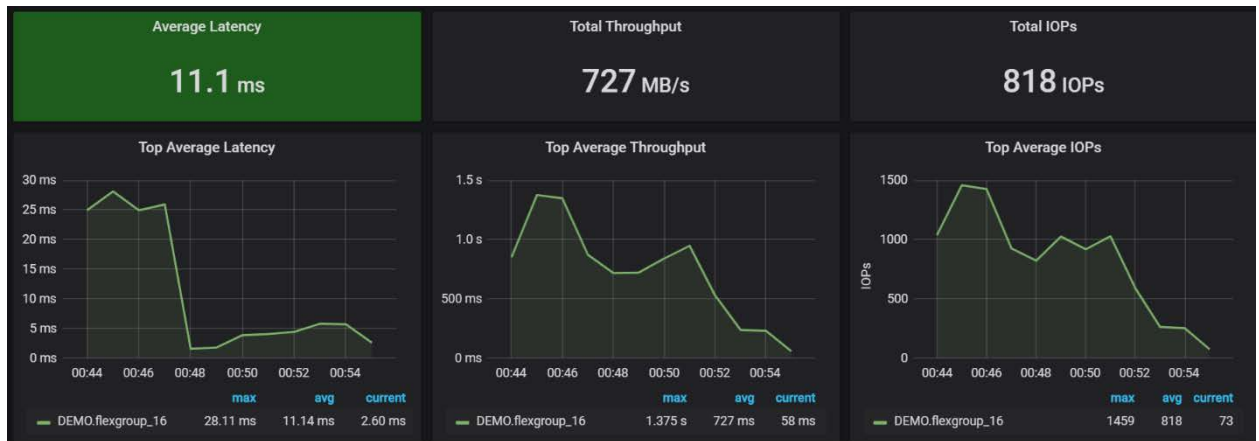 Average Latency
11.1 ms
Total Throughput
727 MB/s
Total IOPs
818 IOPs
Top Average Latency
30 ms
25 ms
20 ms
15 ms
10 ms
5 ms
0 ms
00:44 00:46 00:48 00:50 00:52 00:54
max avg current
DEMO.flexgroup_16 28.11 ms 11.14 ms 2.60 ms
Top Average Throughput
1.5 s
1.0 s
500 ms
0 ms
00:44 00:46 00:48 00:50 00:52 00:54
max avg current
DEMO.flexgroup_16 1.375 s 727 ms 58 ms
Top Average IOPs
IOPs
1500
1000
500
0
00:44 00:46 00:48 00:50 00:52 00:54
max avg current
DEMO.flexgroup_16 1459 818 73